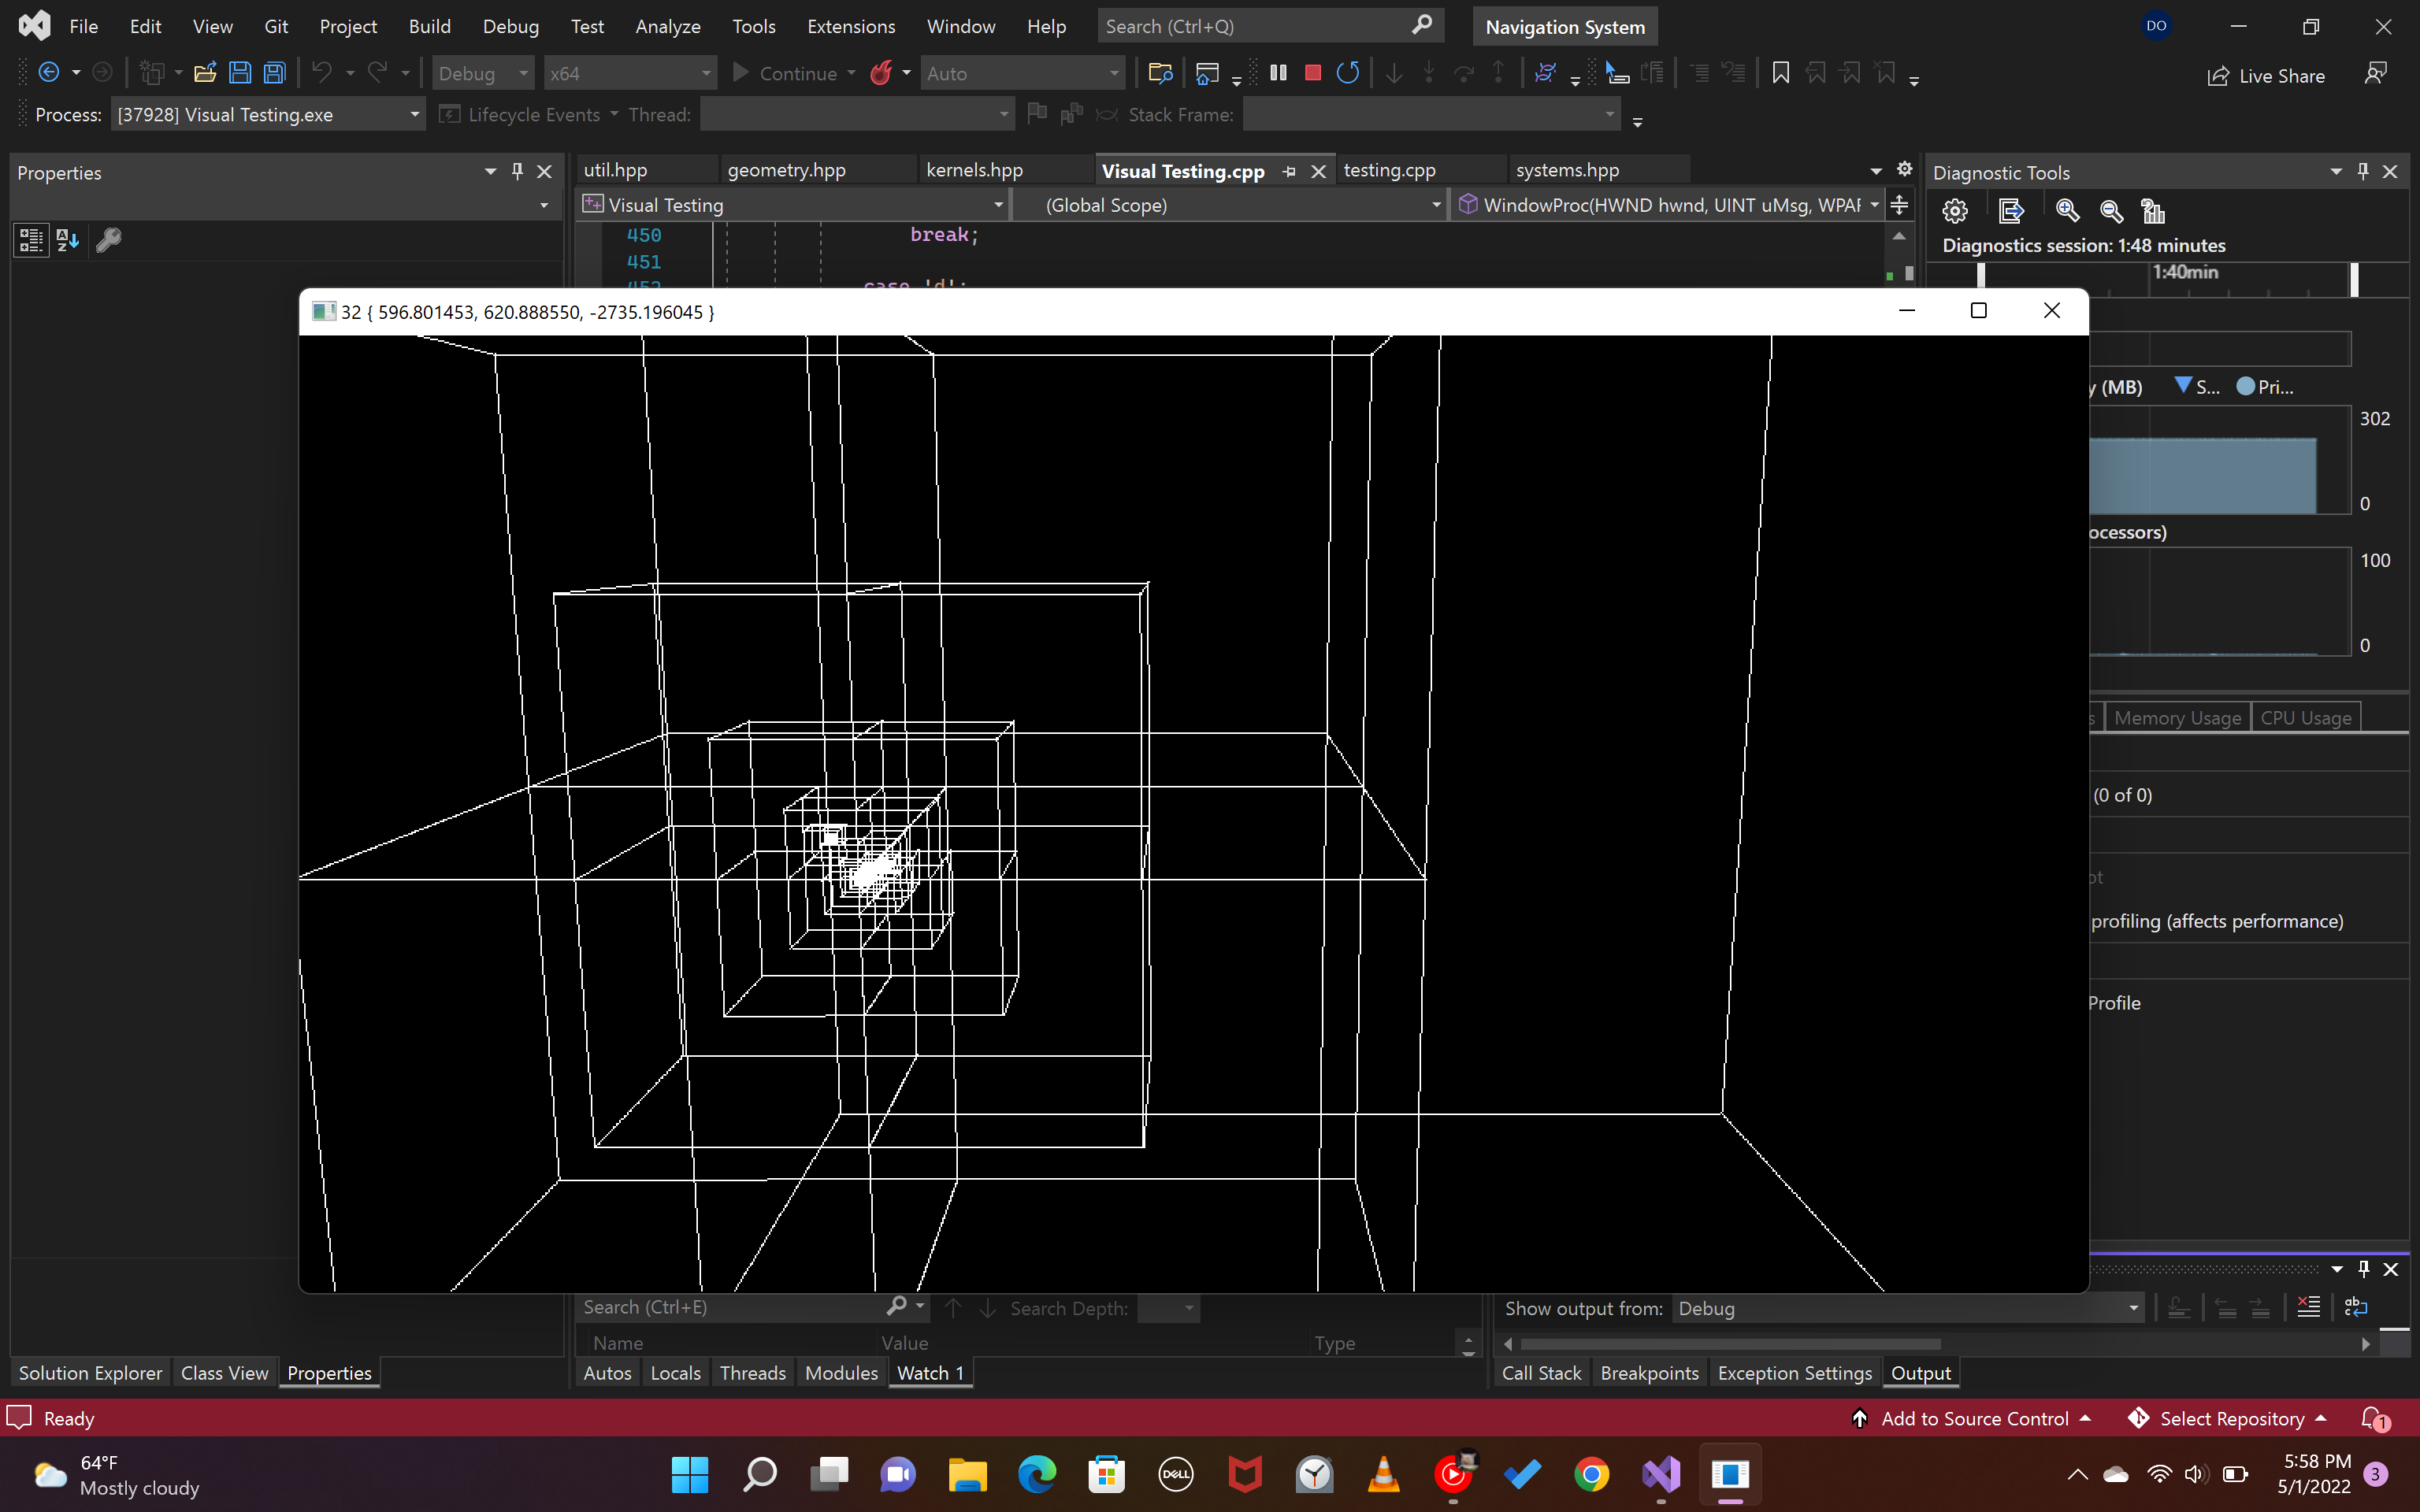 File Edit View Git Project Build Debug Test Analyze Tools Extensions Window Help Search (Ctrl+Q) Navigation System DO
Debug x64 Continue Auto Live Share
Process: [37928] Visual Testing.exe Lifecycle Events Thread: Stack Frame:
Properties
util.hpp geometry.hpp kernels.hpp Visual Testing.cpp testing.cpp systems.hpp
Diagnostic Tools
Visual Testing (Global Scope) WindowProc(HWND hwnd, UINT uMsg, WPAR
450 break;
Diagnostics session: 1:48 minutes
451
1:40min
452 case 'd':
32 { 596.801453, 620.888550, -2735.196045 }
y (MB) S... Pri...
302
0
ocessors)
100
0
s Memory Usage CPU Usage
(0 of 0)
ot
profiling (affects performance)
Profile
Search (Ctrl+E) Search Depth:
Show output from: Debug
Name Value Type
Solution Explorer Class View Properties
Autos Locals Threads Modules Watch 1
Call Stack Breakpoints Exception Settings Output
Ready Add to Source Control Select Repository 1
64°F
Mostly cloudy
DELL
5:58 PM
5/1/2022
3